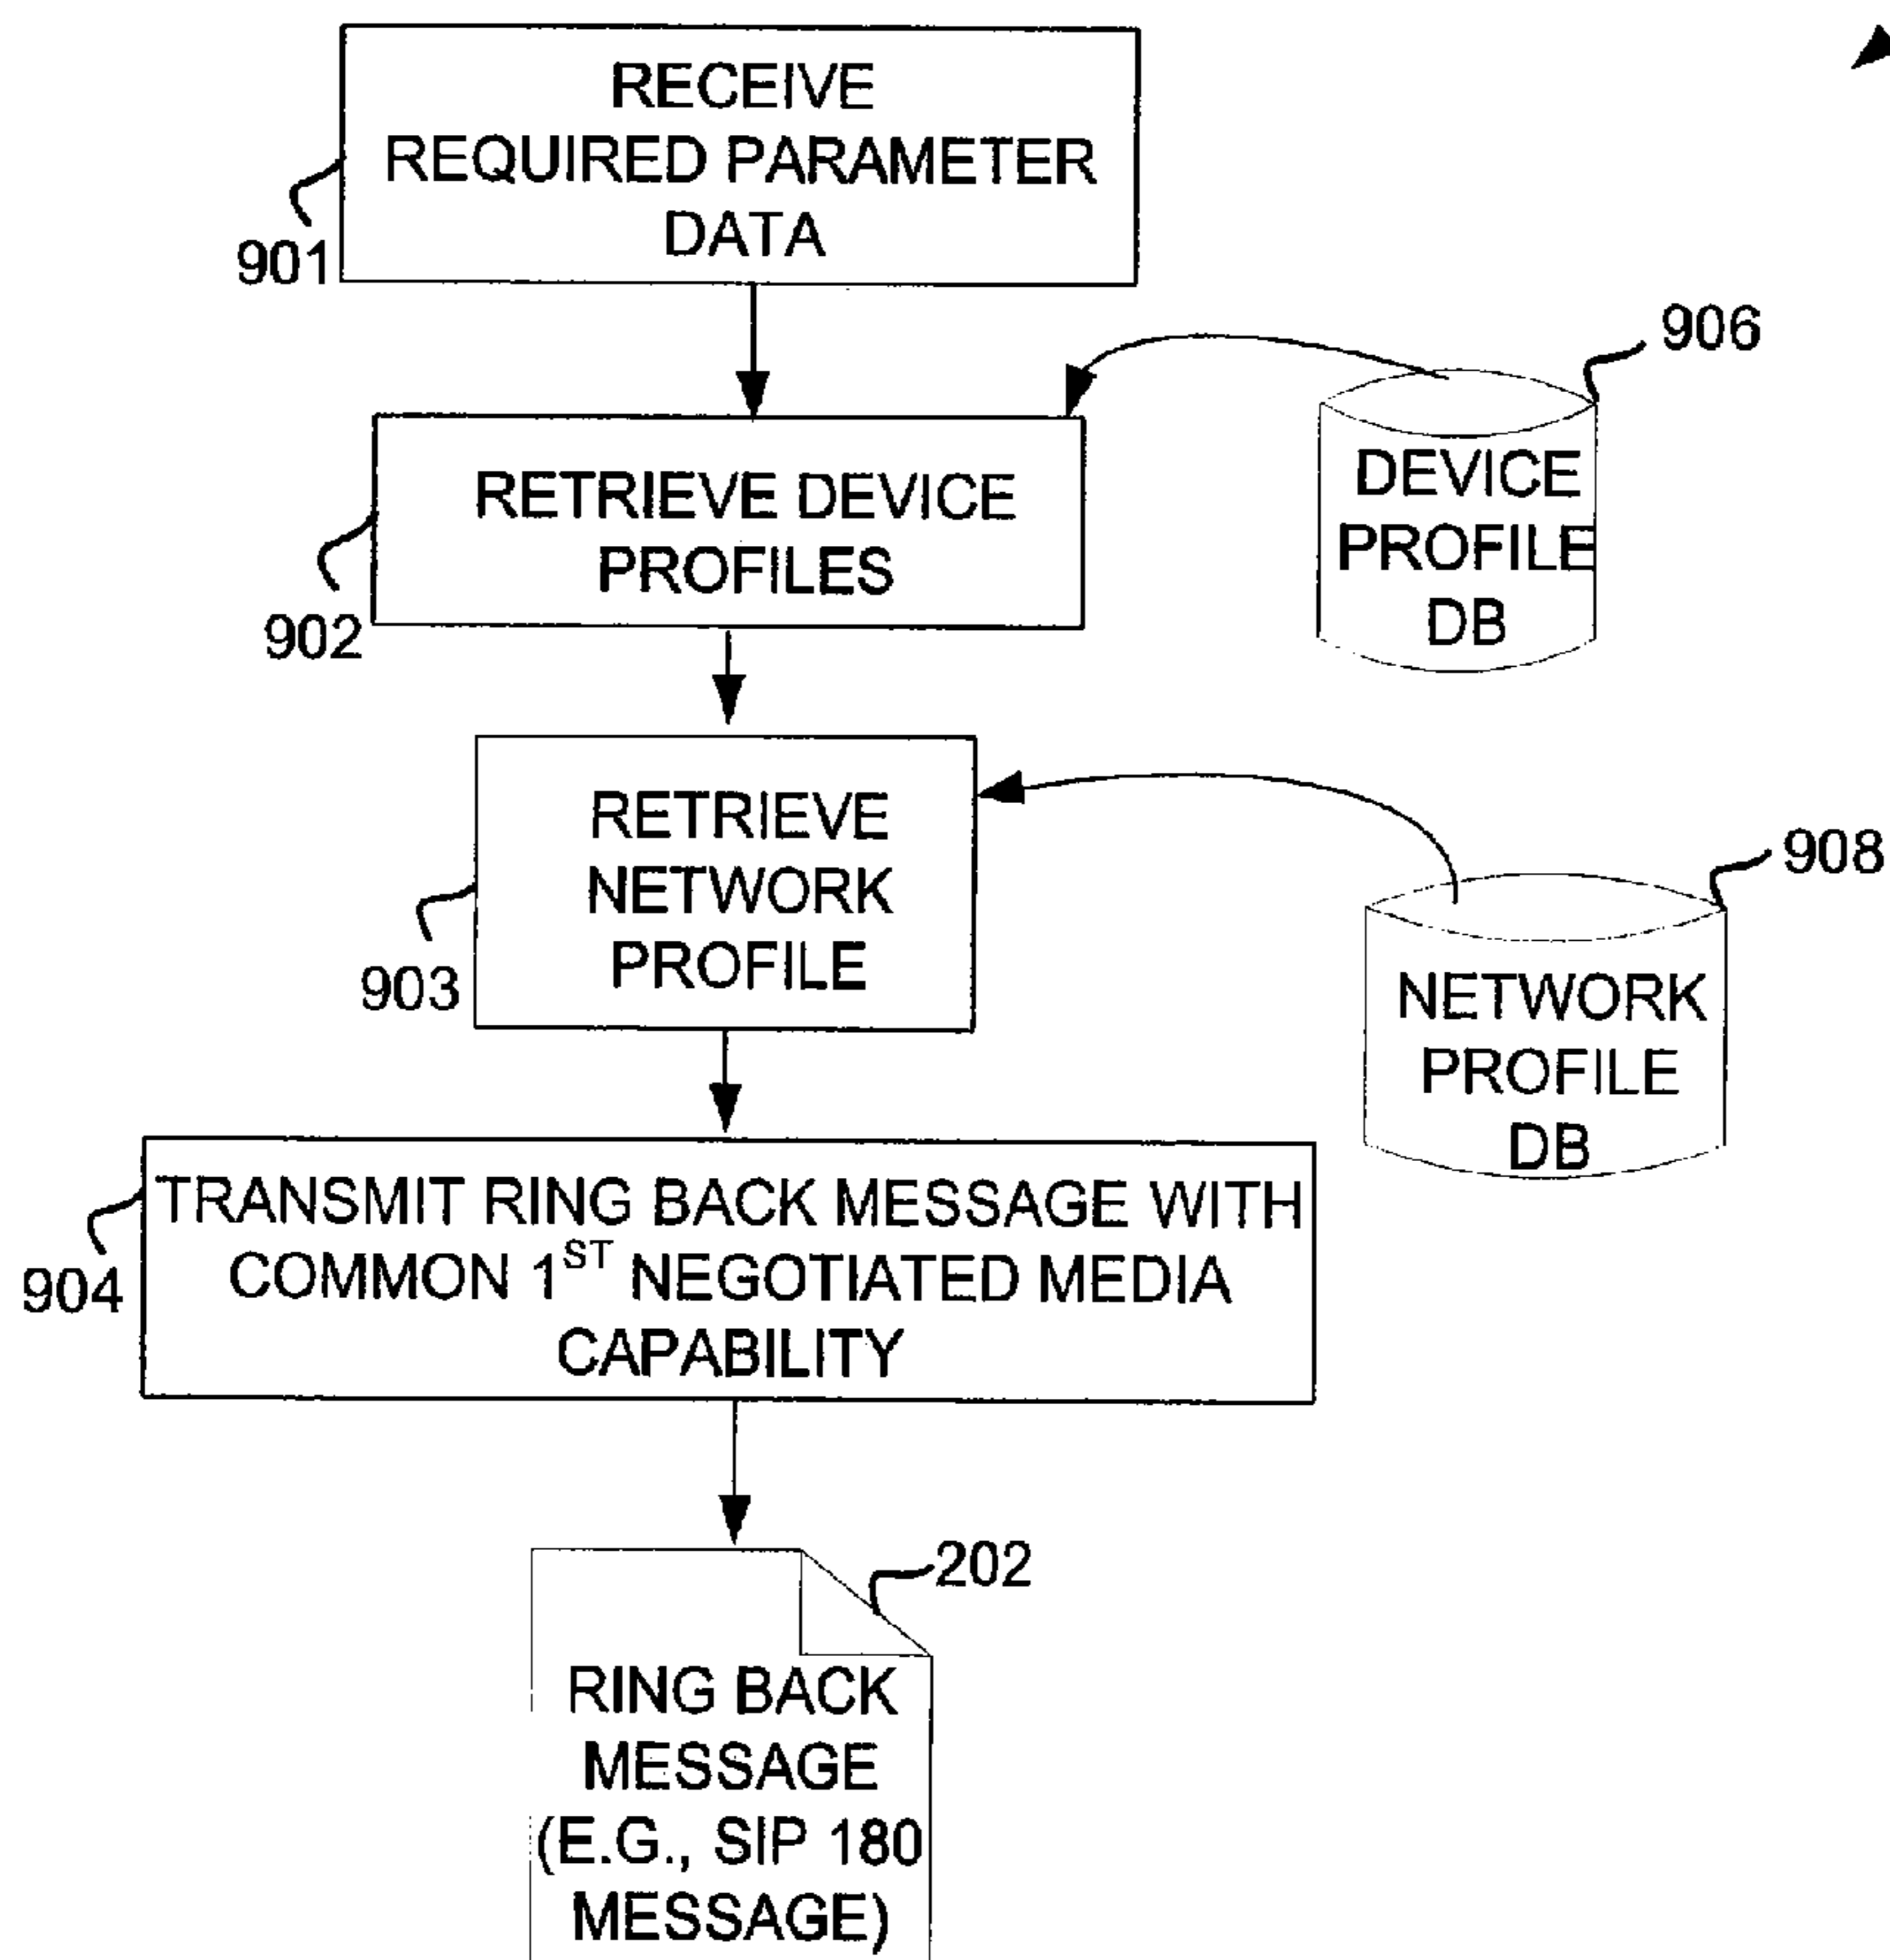 RECEIVE
REQUIRED PARAMETER
DATA
901
906
RETRIEVE DEVICE
PROFILES
902
DEVICE
PROFILE
DB
RETRIEVE
NETWORK
PROFILE
903
908
NETWORK
PROFILE
DB
TRANSMIT RING BACK MESSAGE WITH
COMMON 1ST NEGOTIATED MEDIA
CAPABILITY
904
202
RING BACK
MESSAGE
(E.G., SIP 180
MESSAGE)